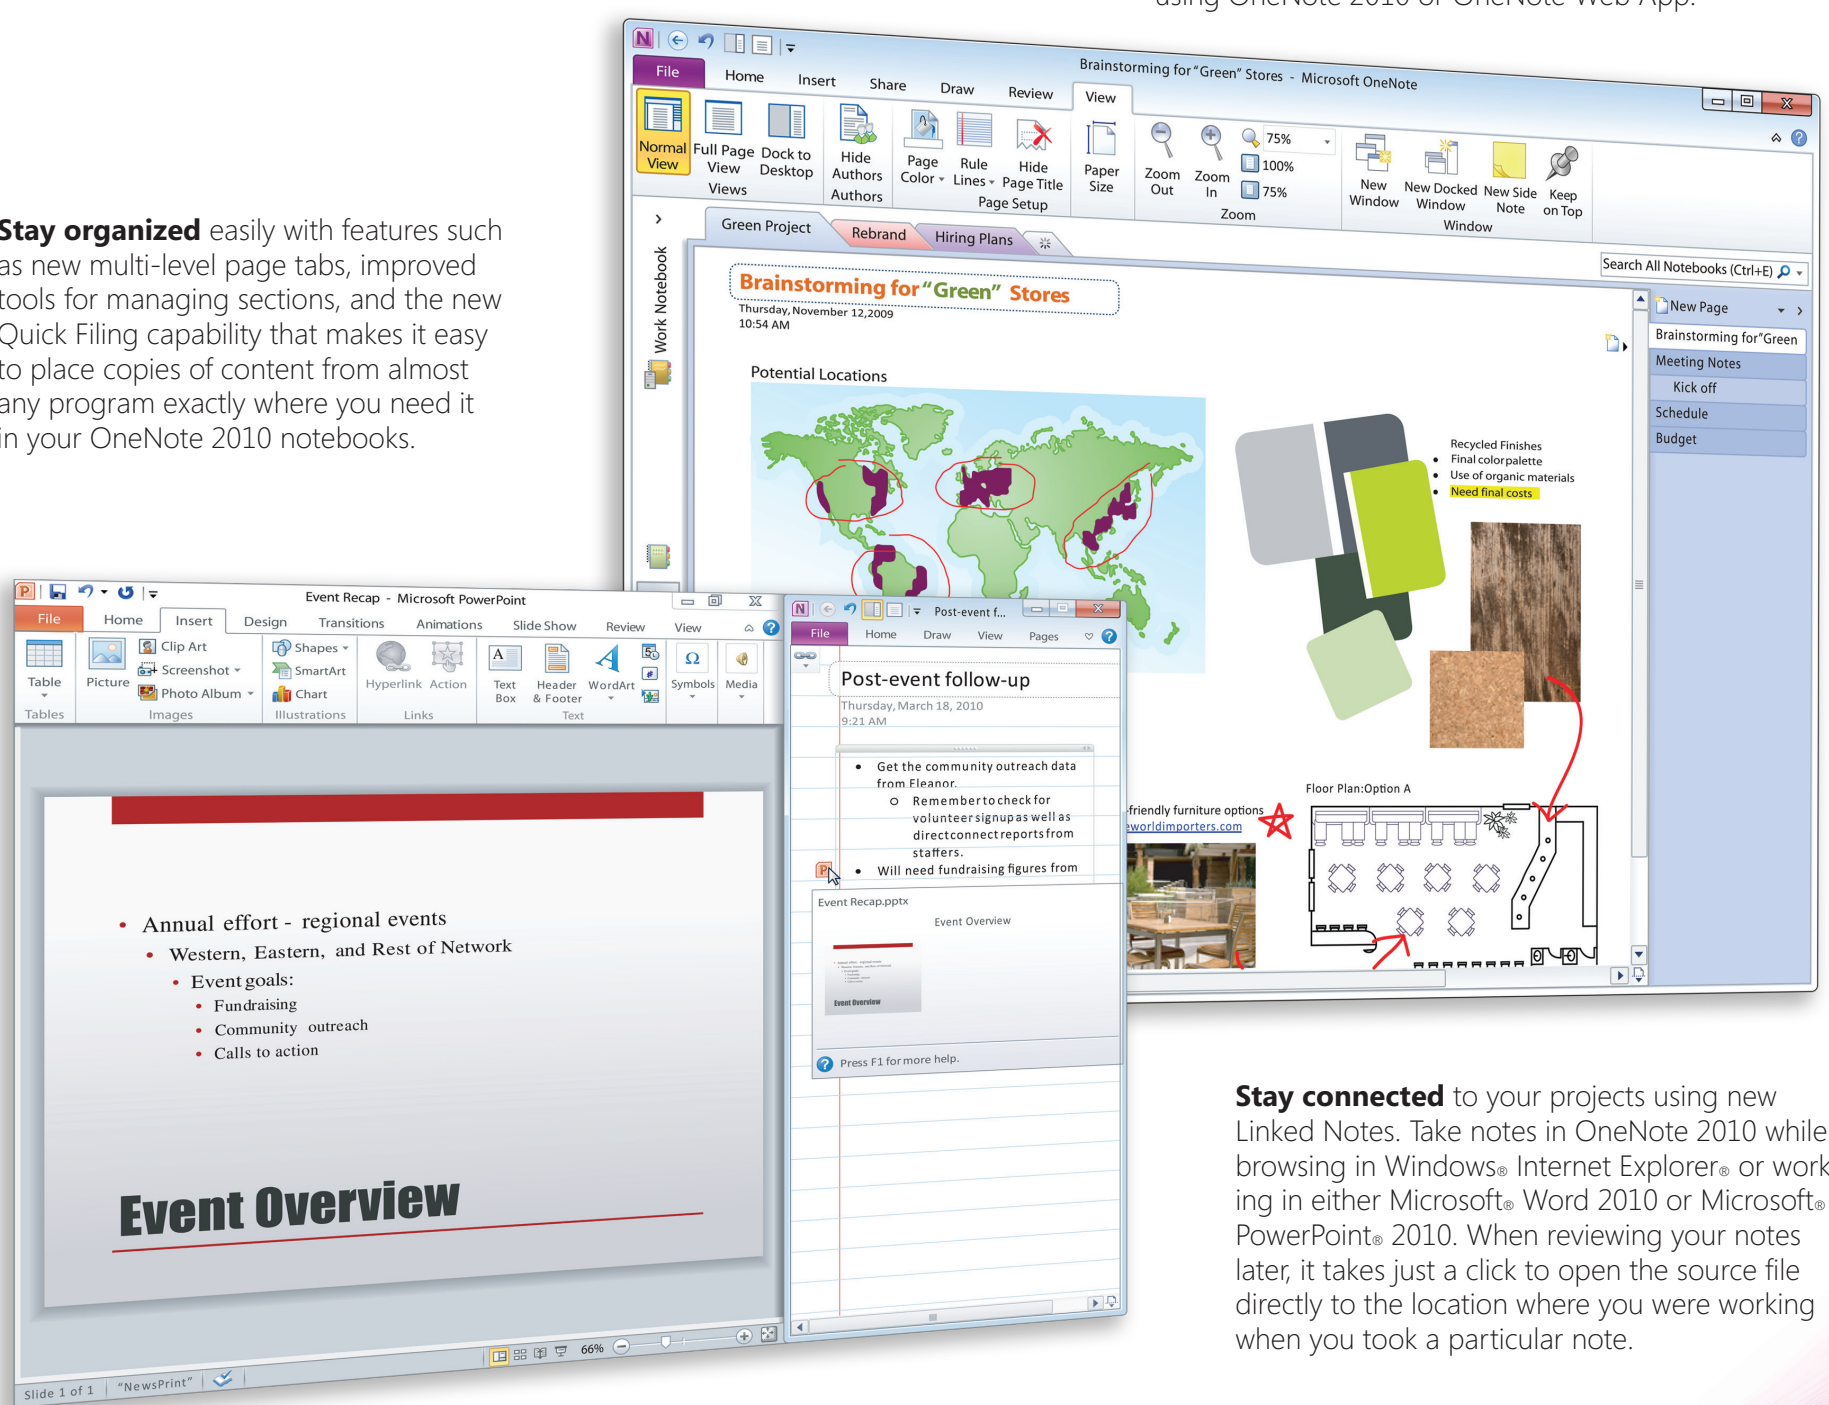 using OneNote 2010 or OneNote Web App.
Brainstorming for "Green" Stores - Microsoft OneNote
File Home Insert Share Draw Review View
Normal View
Full Page View
Dock to Desktop
Views
Hide Authors
Authors
Page Color
Rule Lines
Hide Page Title
Page Setup
Paper Size
Zoom Out
Zoom In
75%
100%
75%
Zoom
New Window
New Docked Window
New Side Note
Keep on Top
Window
Work Notebook
Green Project Rebrand Hiring Plans
Search All Notebooks (Ctrl+E)
Brainstorming for "Green" Stores
Thursday, November 12,2009
10:54 AM
New Page
Brainstorming for"Green
Meeting Notes
Kick off
Schedule
Budget
Potential Locations
Recycled Finishes
• Final colorpalette
• Use of organic materials
• Need final costs
-friendly furniture options
eworldimporters.com
Floor Plan:Option A
Stay organized easily with features such
as new multi-level page tabs, improved
tools for managing sections, and the new
Quick Filing capability that makes it easy
to place copies of content from almost
any program exactly where you need it
in your OneNote 2010 notebooks.
Event Recap - Microsoft PowerPoint
File Home Insert Design Transitions Animations Slide Show Review View
Table
Tables
Picture
Clip Art
Screenshot
Photo Album
Images
Shapes
SmartArt
Chart
Illustrations
Hyperlink Action
Links
Text Box
Header & Footer
WordArt
Text
Symbols
Media
• Annual effort - regional events
• Western, Eastern, and Rest of Network
• Event goals:
• Fundraising
• Community outreach
• Calls to action
Event Overview
66%
Slide 1 of 1 "NewsPrint"
Post-event f...
File Home Draw View Pages
Post-event follow-up
Thursday, March 18, 2010
9:21 AM
• Get the community outreach data
from Eleanor.
o Remember to check for
volunteer signup as well as
direct connect reports from
staffers.
• Will need fundraising figures from
Event Recap.pptx
Event Overview
Event Overview
Press F1 for more help.
Stay connected to your projects using new
Linked Notes. Take notes in OneNote 2010 while
browsing in Windows® Internet Explorer® or work
ing in either Microsoft® Word 2010 or Microsoft®
PowerPoint® 2010. When reviewing your notes
later, it takes just a click to open the source file
directly to the location where you were working
when you took a particular note.